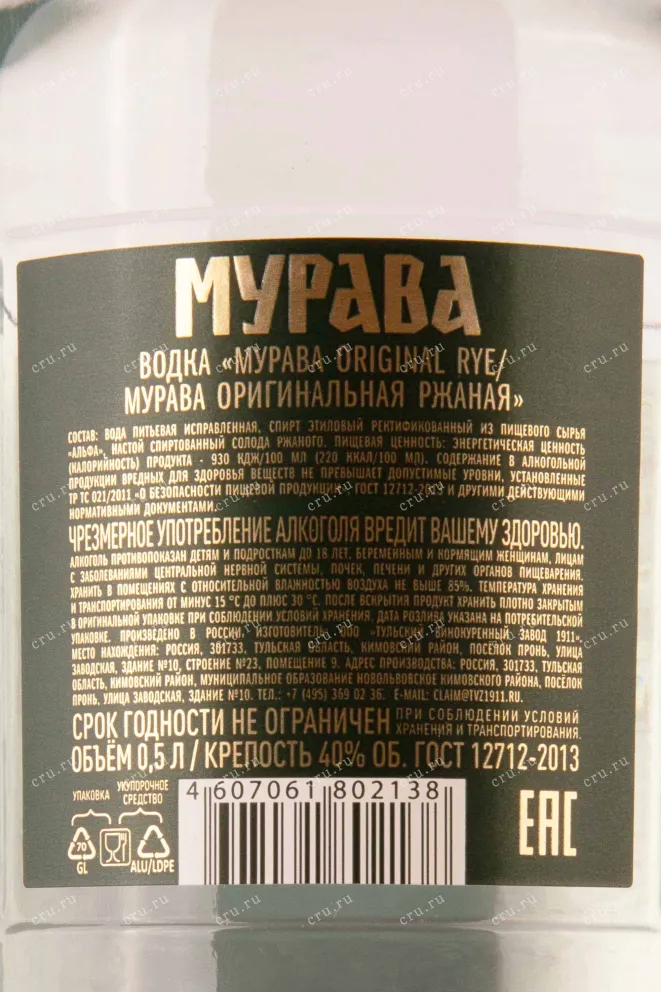 МУРАВА
ВОДКА «МУРАВА ORIGINAL RYE/
МУРАВА ОРИГИНАЛЬНАЯ РЖАНАЯ»
СОСТАВ: ВОДА ПИТЬЕВАЯ ИСПРАВЛЕННАЯ, СПИРТ ЭТИЛОВЫЙ РЕКТИФИКОВАННЫЙ ИЗ ПИЩЕВОГО СЫРЬЯ
«АЛЬФА», НАСТОЙ СПИРТОВАННЫЙ СОЛОДА РЖАНОГО. ПИЩЕВАЯ ЦЕННОСТЬ: ЭНЕРГЕТИЧЕСКАЯ ЦЕННОСТЬ
(КАЛОРИЙНОСТЬ) ПРОДУКТА - 930 КДЖ/100 МЛ (220 ККАЛ/100 МЛ). СОДЕРЖАНИЕ В АЛКОГОЛЬНОЙ
ПРОДУКЦИИ ВРЕДНЫХ ДЛЯ ЗДОРОВЬЯ ВЕЩЕСТВ НЕ ПРЕВЫШАЕТ ДОПУСТИМЫЕ УРОВНИ, УСТАНОВЛЕННЫЕ
ТР ТС 021/2011 «О БЕЗОПАСНОСТИ ПИЩЕВОЙ ПРОДУКЦИИ», ГОСТ 12712-2013 И ДРУГИМИ ДЕЙСТВУЮЩИМИ
НОРМАТИВНЫМИ ДОКУМЕНТАМИ.
ЧРЕЗМЕРНОЕ УПОТРЕБЛЕНИЕ АЛКОГОЛЯ ВРЕДИТ ВАШЕМУ ЗДОРОВЬЮ.
АЛКОГОЛЬ ПРОТИВОПОКАЗАН ДЕТЯМ И ПОДРОСТКАМ ДО 18 ЛЕТ, БЕРЕМЕННЫМ И КОРМЯЩИМ ЖЕНЩИНАМ, ЛИЦАМ
С ЗАБОЛЕВАНИЯМИ ЦЕНТРАЛЬНОЙ НЕРВНОЙ СИСТЕМЫ, ПОЧЕК, ПЕЧЕНИ И ДРУГИХ ОРГАНОВ ПИЩЕВАРЕНИЯ.
ХРАНИТЬ В ПОМЕЩЕНИЯХ С ОТНОСИТЕЛЬНОЙ ВЛАЖНОСТЬЮ ВОЗДУХА НЕ ВЫШЕ 85%. ТЕМПЕРАТУРА ХРАНЕНИЯ
И ТРАНСПОРТИРОВАНИЯ ОТ МИНУС 15 °С ДО ПЛЮС 30 °С. ПОСЛЕ ВСКРЫТИЯ ПРОДУКТ ХРАНИТЬ ПЛОТНО ЗАКРЫТЫМ
В ОРИГИНАЛЬНОЙ УПАКОВКЕ ПРИ СОБЛЮДЕНИИ УСЛОВИЙ ХРАНЕНИЯ. ДАТА РОЗЛИВА УКАЗАНА НА ПОТРЕБИТЕЛЬСКОЙ
УПАКОВКЕ. ПРОИЗВЕДЕНО В РОССИИ. ИЗГОТОВИТЕЛЬ: ООО «ТУЛЬСКИЙ ВИНОКУРЕННЫЙ ЗАВОД 1911».
МЕСТО НАХОЖДЕНИЯ: РОССИЯ, 301733, ТУЛЬСКАЯ ОБЛАСТЬ, КИМОВСКИЙ РАЙОН, ПОСЁЛОК ПРОНЬ, УЛИЦА
ЗАВОДСКАЯ, ЗДАНИЕ №10, СТРОЕНИЕ №23, ПОМЕЩЕНИЕ 9. АДРЕС ПРОИЗВОДСТВА: РОССИЯ, 301733, ТУЛЬСКАЯ
ОБЛАСТЬ, КИМОВСКИЙ РАЙОН, МУНИЦИПАЛЬНОЕ ОБРАЗОВАНИЕ НОВОЛЬВОВСКОЕ КИМОВСКОГО РАЙОНА, ПОСЁЛОК
ПРОНЬ, УЛИЦА ЗАВОДСКАЯ, ЗДАНИЕ №10. ТЕЛ.: +7 (495) 369 02 36. E-MAIL: CLAIM@TVZ1911.RU.
СРОК ГОДНОСТИ НЕ ОГРАНИЧЕН ПРИ СОБЛЮДЕНИИ УСЛОВИЙ
ХРАНЕНИЯ И ТРАНСПОРТИРОВАНИЯ.
ОБЪЁМ 0,5 Л / КРЕПОСТЬ 40% ОБ. ГОСТ 12712-2013
УПАКОВКА
УКУПОРОЧНОЕ
СРЕДСТВО
70
GL
ALU/LDPE
4 607061 802138
EAC
cru.ru